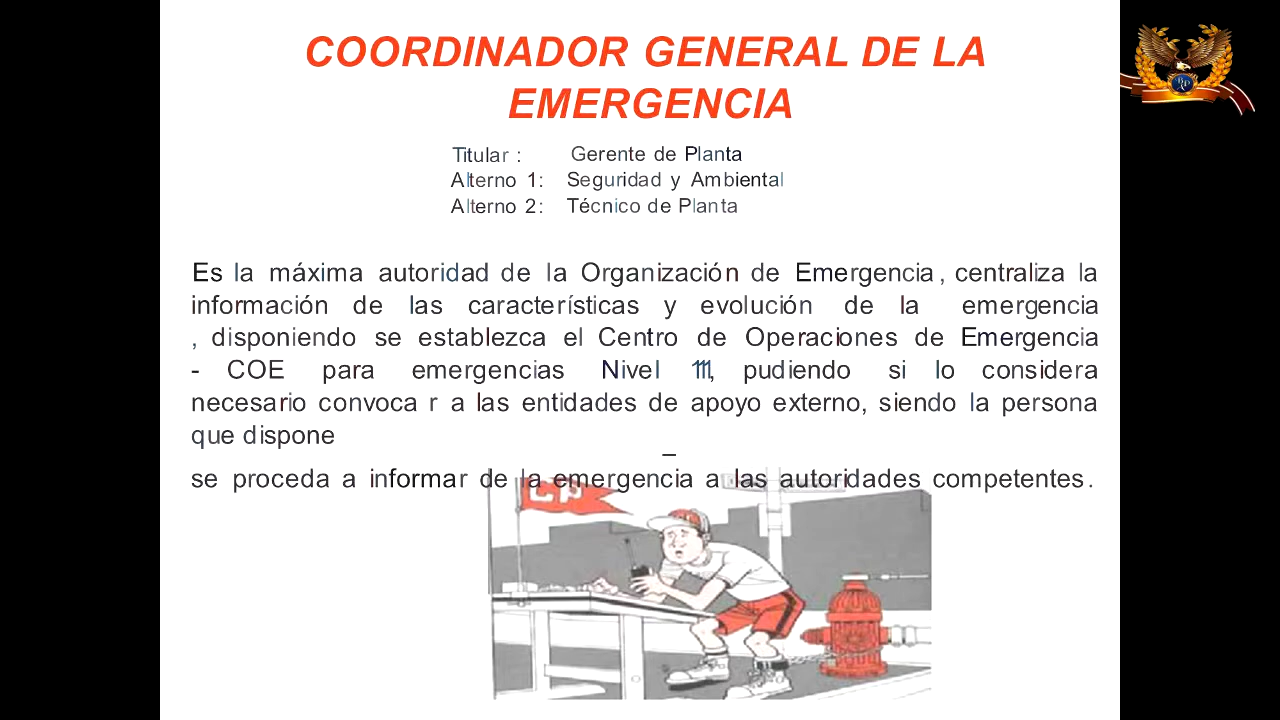 COORDINADOR GENERAL DE LA
EMERGENCIA
Titular : Gerente de Planta
Alterno 1: Seguridad y Ambiental
Alterno 2: Técnico de Planta
Es la máxima autoridad de la Organización de Emergencia, centraliza la
información de las características y evolución de la emergencia
, disponiendo se establezca el Centro de Operaciones de Emergencia
- COE para emergencias Nivel III, pudiendo si lo considera
necesario convoca r a las entidades de apoyo externo, siendo la persona
que dispone
–
se proceda a informar de la emergencia a las autoridades competentes.
CP